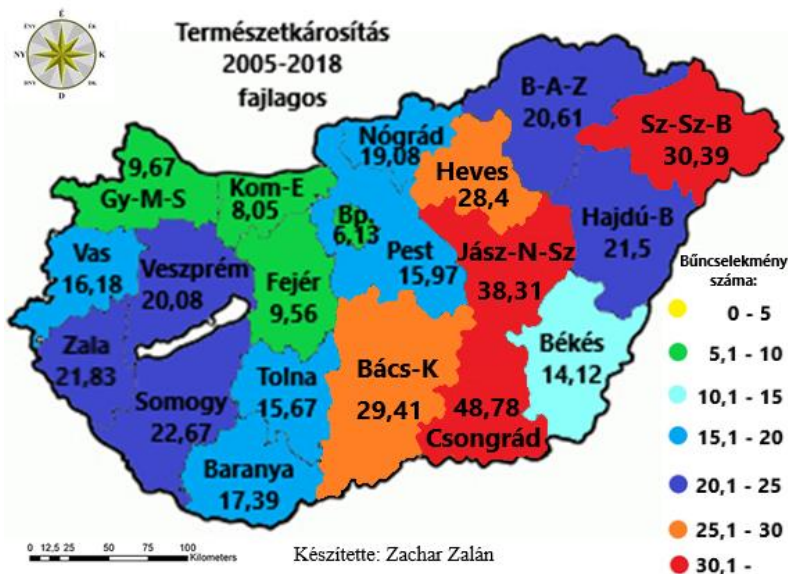 É
ÉNY
ÉK
NY
K
DNY
DK
D
Természetkárosítás
2005-2018
fajlagos
B-A-Z
20,61
Sz-Sz-B
30,39
Nógrád
19,08
Heves
28,4
9,67
Gy-M-S
Kom-E
8,05
Bp.
6,13
Pest
15,97
Jász-N-Sz
38,31
Hajdú-B
21,5
Vas
16,18
Veszprém
20,08
Fejér
9,56
Zala
21,83
Somogy
22,67
Tolna
15,67
Bács-K
29,41
Békés
14,12
48,78
Csongrád
Baranya
17,39
Bűncselekmény
száma:
0 - 5
5,1 - 10
10,1 - 15
15,1 - 20
20,1 - 25
25,1 - 30
30,1 -
0 12,5 25 50 75 100
Kilometers
Készítette: Zachar Zalán